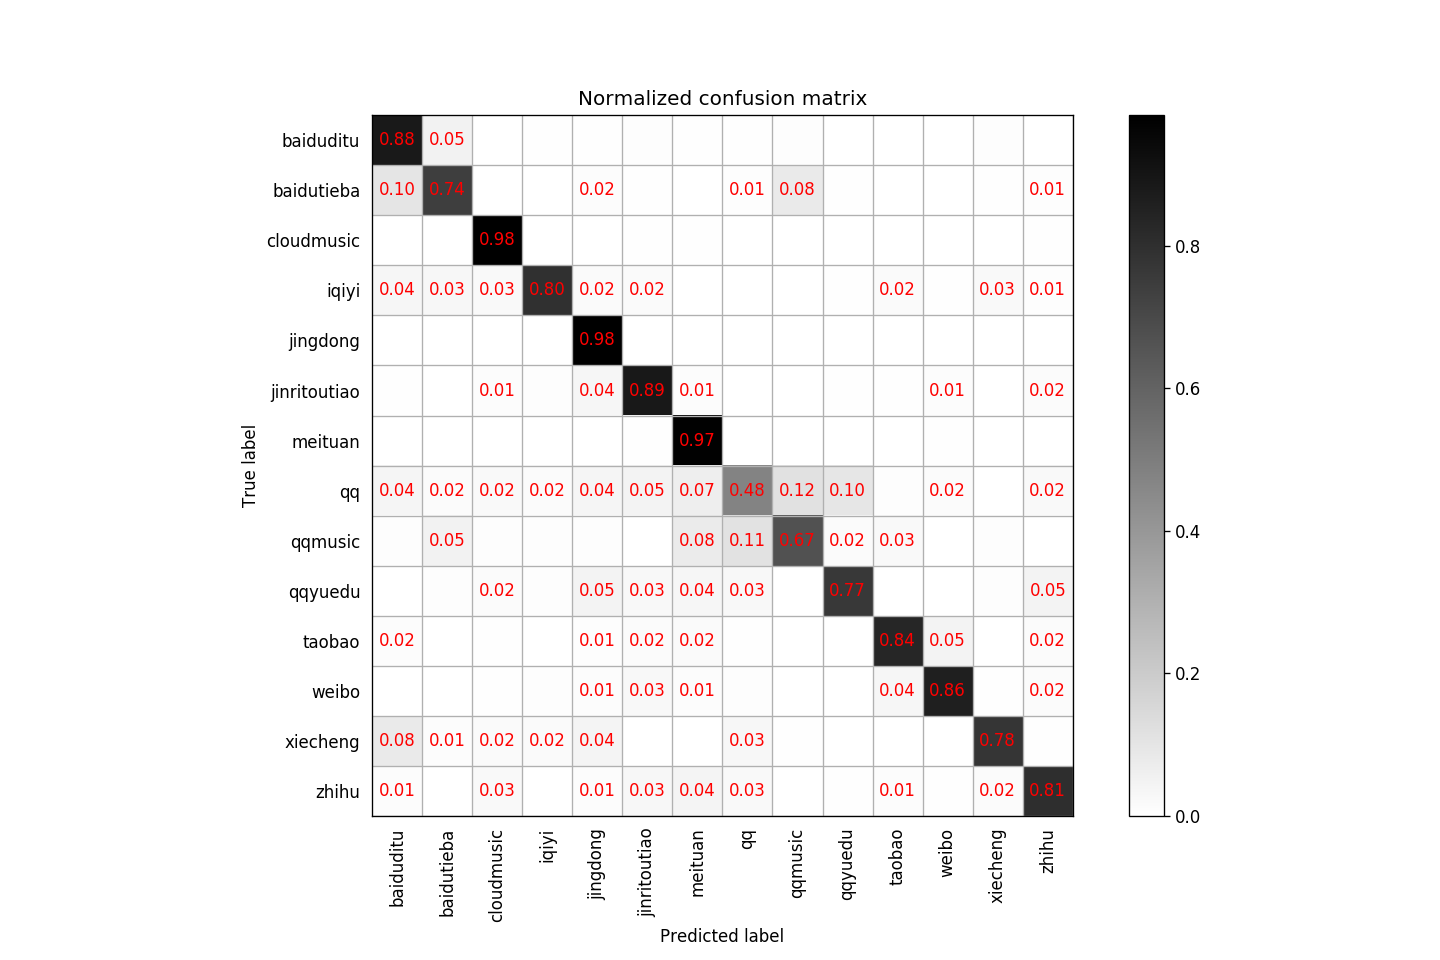 Normalized confusion matrix
baiduditu 0.88 0.05
baidutieba 0.10 0.74 0.02 0.01 0.08 0.01
cloudmusic 0.98
iqiyi 0.04 0.03 0.03 0.80 0.02 0.02 0.02 0.03 0.01
jingdong 0.98
jinritoutiao 0.01 0.04 0.89 0.01 0.01 0.02
meituan 0.97
qq 0.04 0.02 0.02 0.02 0.04 0.05 0.07 0.48 0.12 0.10 0.02 0.02
qqmusic 0.05 0.08 0.11 0.67 0.02 0.03
qqyuedu 0.02 0.05 0.03 0.04 0.03 0.77 0.05
taobao 0.02 0.01 0.02 0.02 0.84 0.05 0.02
weibo 0.01 0.03 0.01 0.04 0.86 0.02
xiecheng 0.08 0.01 0.02 0.02 0.04 0.03 0.78
zhihu 0.01 0.03 0.01 0.03 0.04 0.03 0.01 0.02 0.81
True label
baiduditu baidutieba cloudmusic iqiyi jingdong jinritoutiao meituan qq qqmusic qqyuedu taobao weibo xiecheng zhihu
Predicted label
0.8
0.6
0.4
0.2
0.0